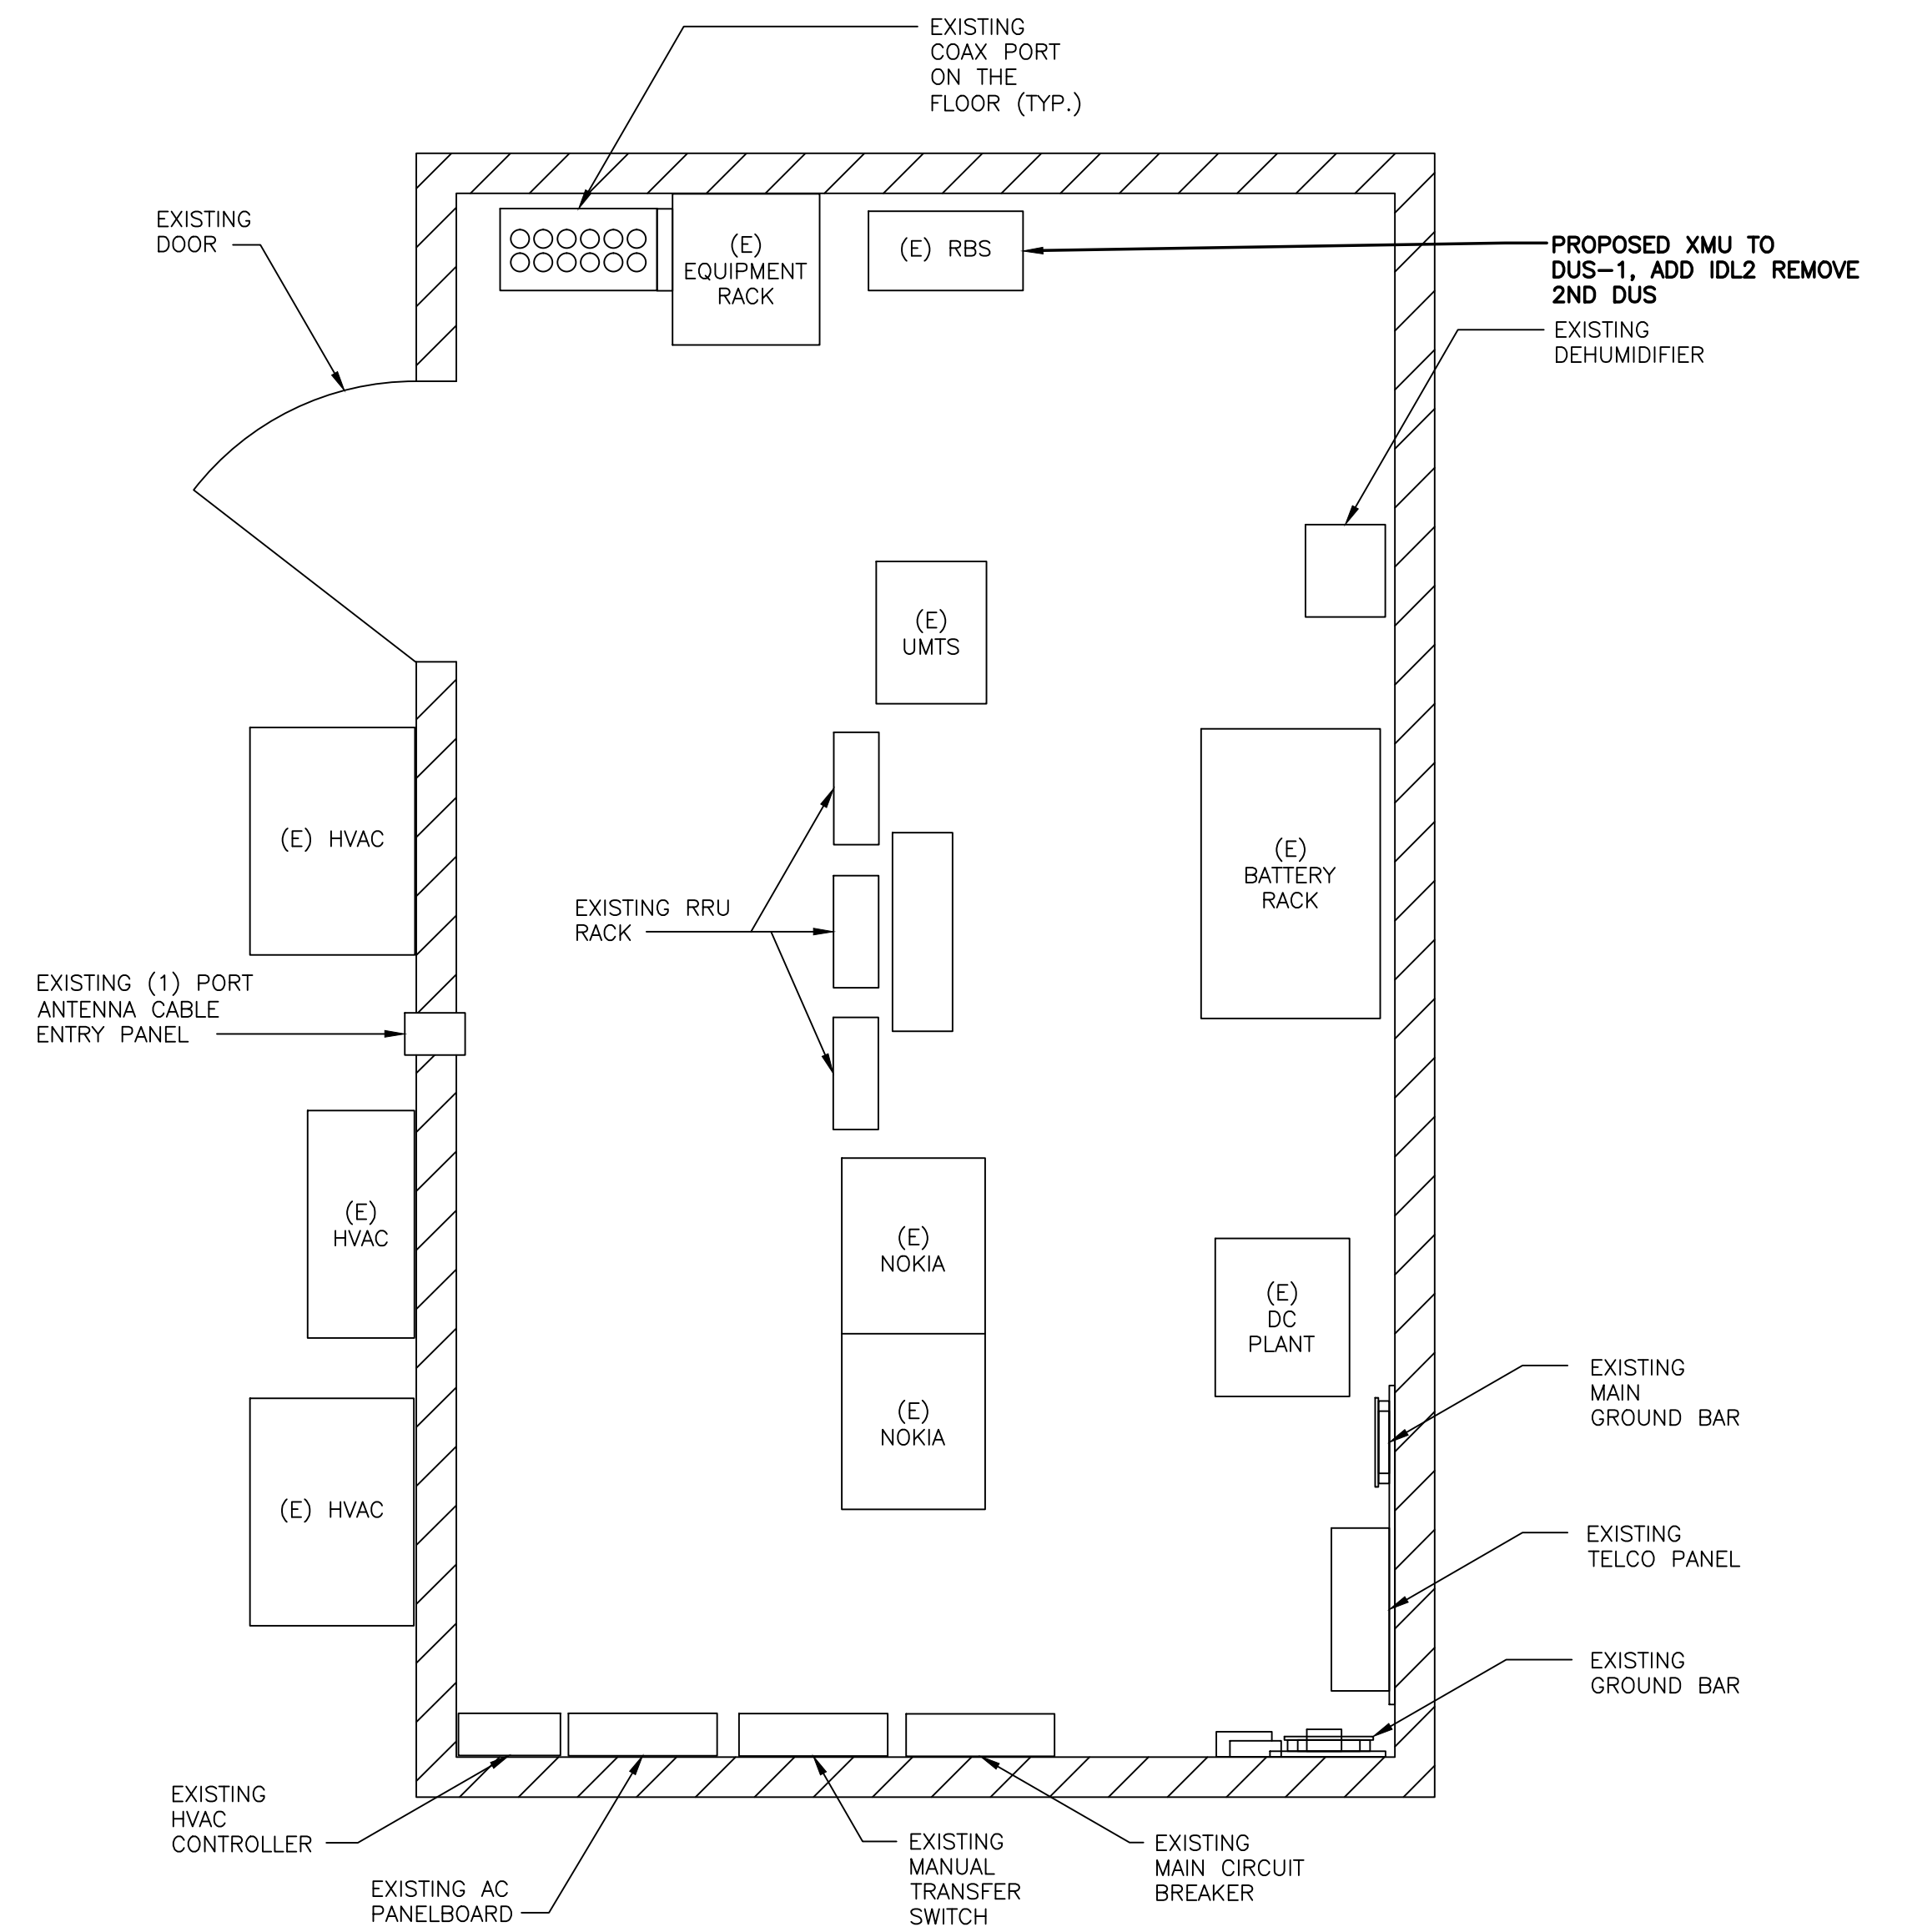 EXISTING
COAX PORT
ON THE
FLOOR (TYP.)
EXISTING
DOOR
(E)
EQUIPMENT
RACK
(E) RBS
PROPOSED XMU TO
DUS-1, ADD IDL2 REMOVE
2ND DUS
EXISTING
DEHUMIDIFIER
(E)
UMTS
(E) HVAC
(E)
BATTERY
RACK
EXISTING RRU
RACK
EXISTING (1) PORT
ANTENNA CABLE
ENTRY PANEL
(E)
HVAC
(E)
NOKIA
(E)
DC
PLANT
EXISTING
MAIN
GROUND BAR
(E)
NOKIA
(E) HVAC
EXISTING
TELCO PANEL
EXISTING
GROUND BAR
EXISTING
HVAC
CONTROLLER
EXISTING AC
PANELBOARD
EXISTING
MANUAL
TRANSFER
SWITCH
EXISTING
MAIN CIRCUIT
BREAKER